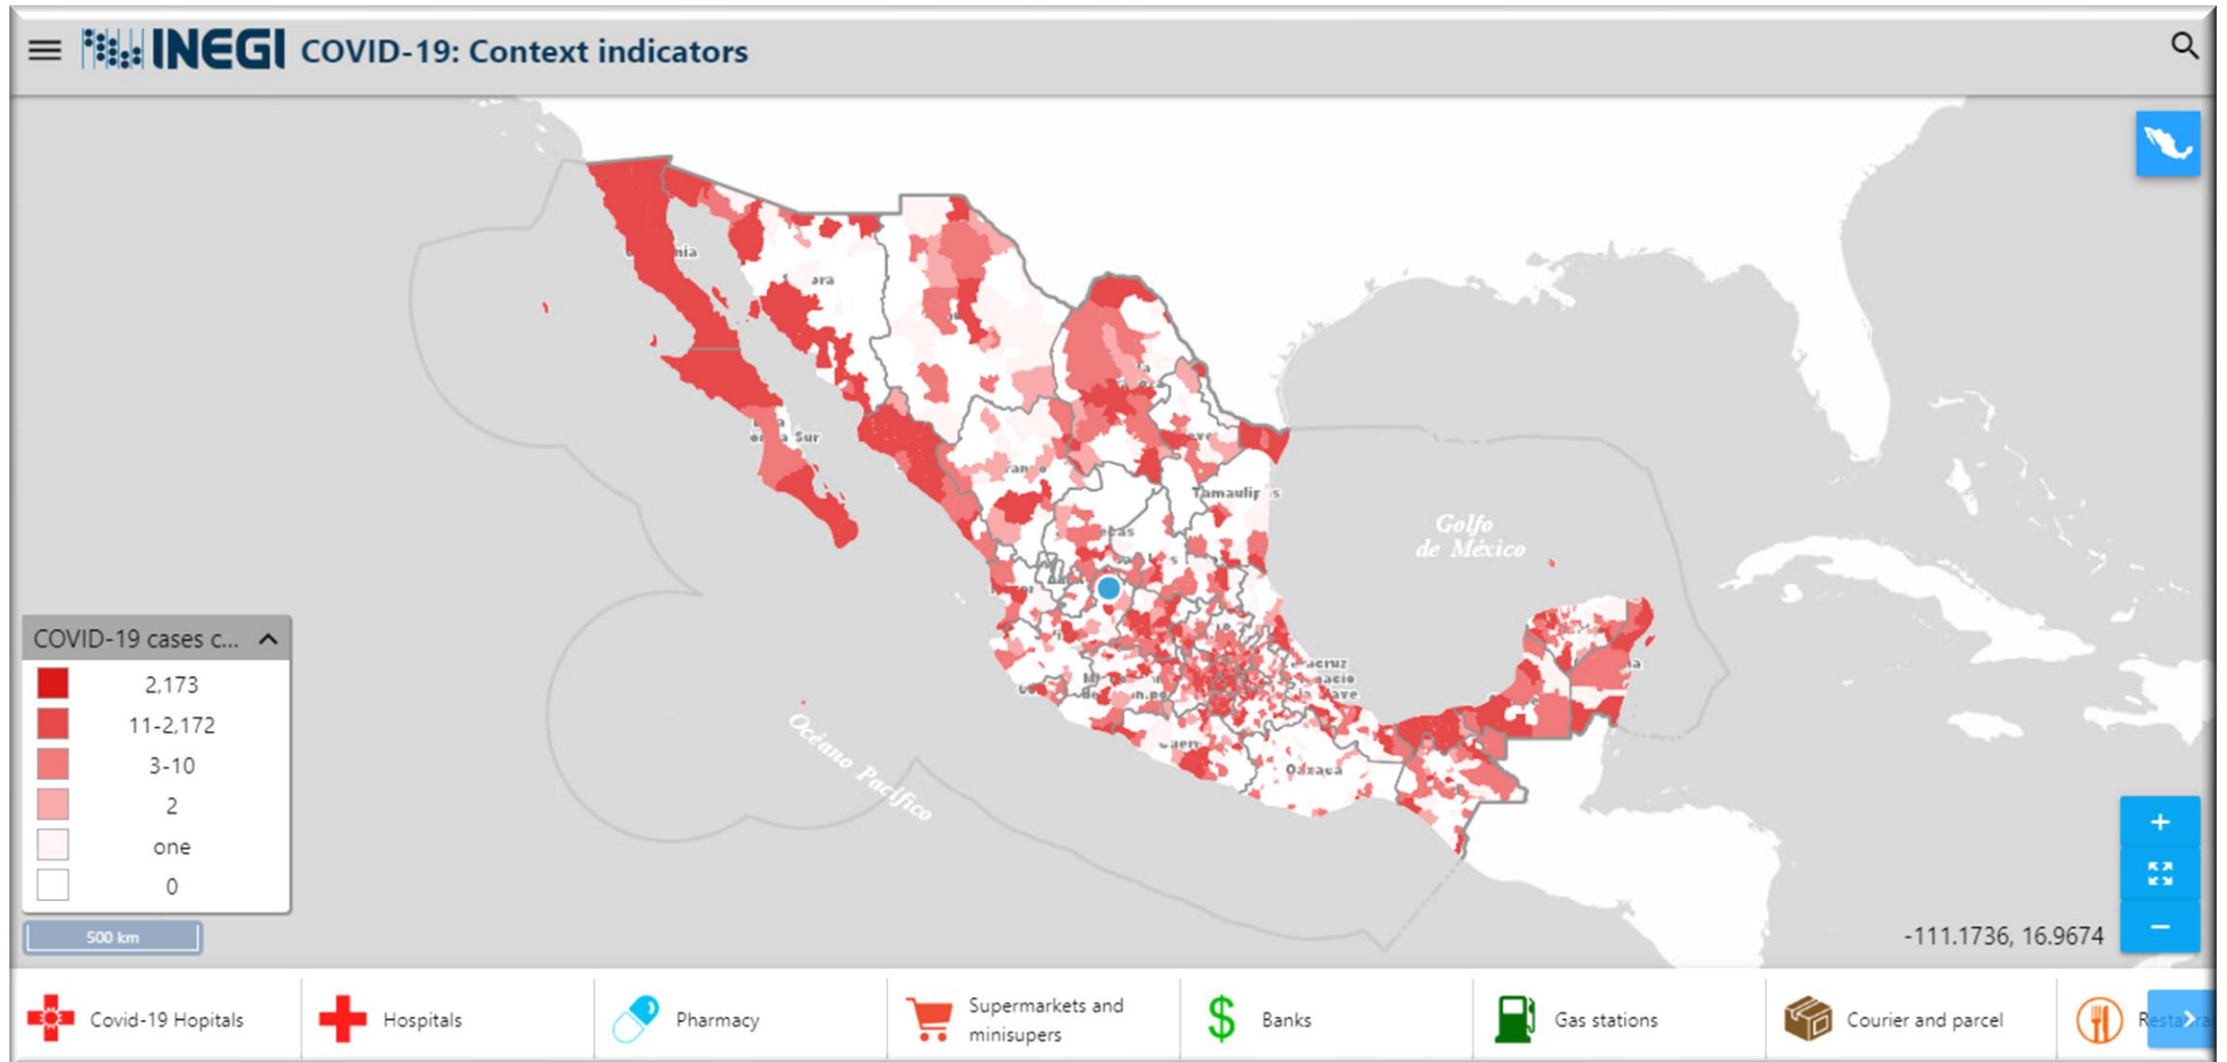 INEGI COVID-19: Context indicators
Tamaulip s
Golfo
de México
Océano Pacífico
Oaxaca
COVID-19 cases c...
2,173
11-2,172
3-10
2
one
0
500 km
-111.1736, 16.9674
+
−
Covid-19 Hopitals
Hospitals
Pharmacy
Supermarkets and
minisupers
$
Banks
Gas stations
Courier and parcel